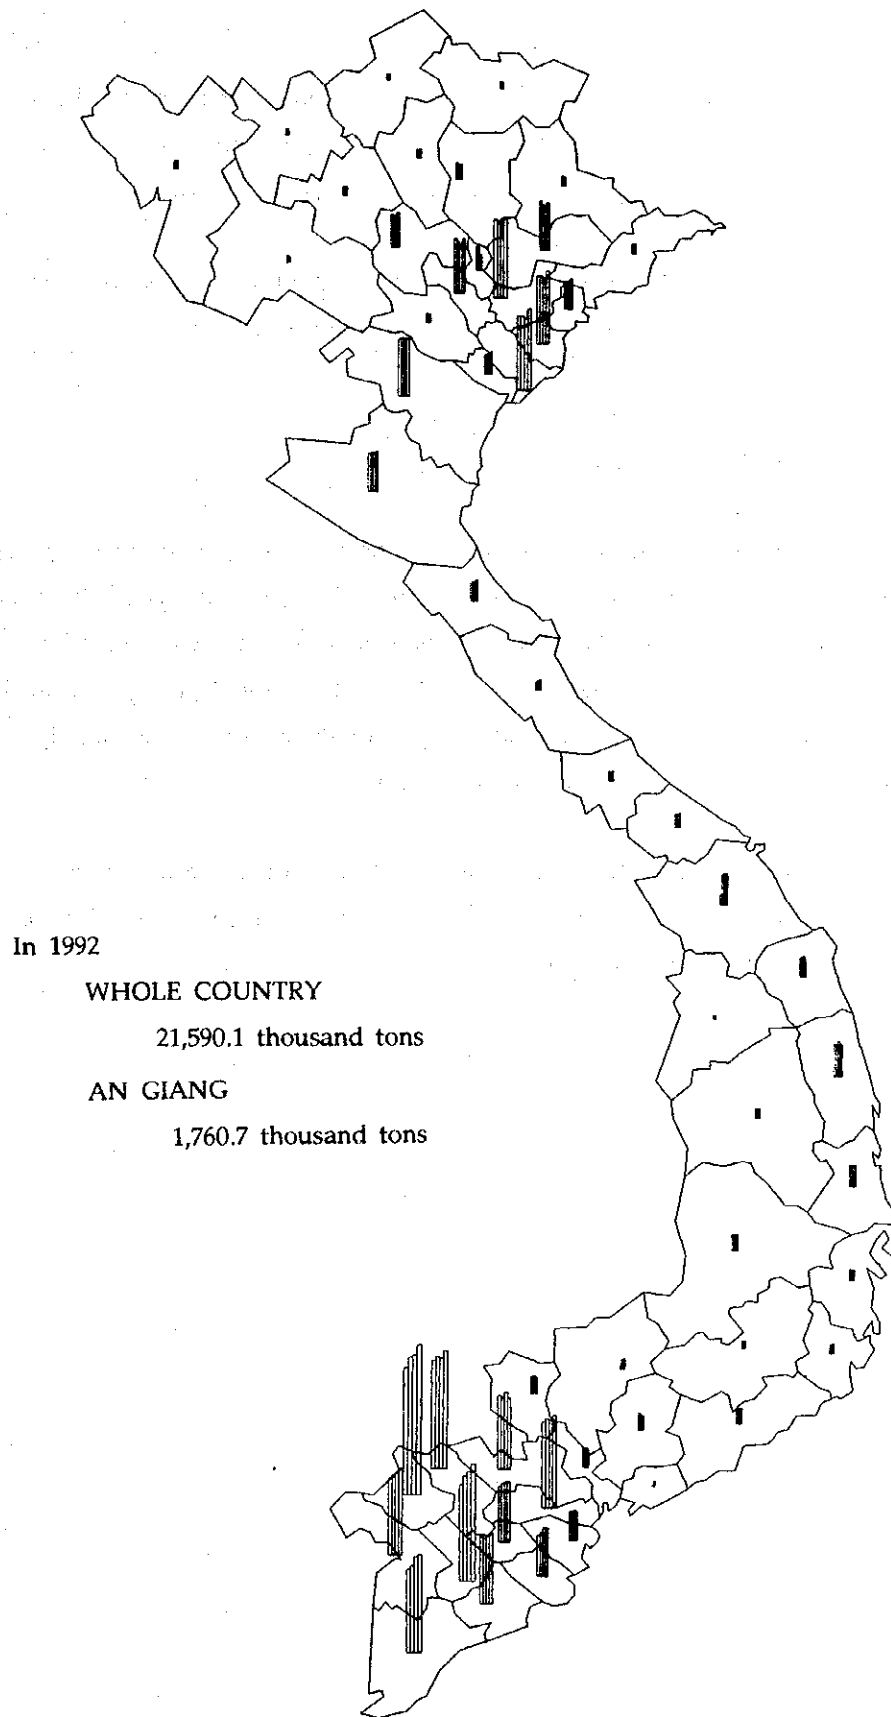 In 1992
WHOLE COUNTRY
21,590.1 thousand tons
AN GIANG
1,760.7 thousand tons